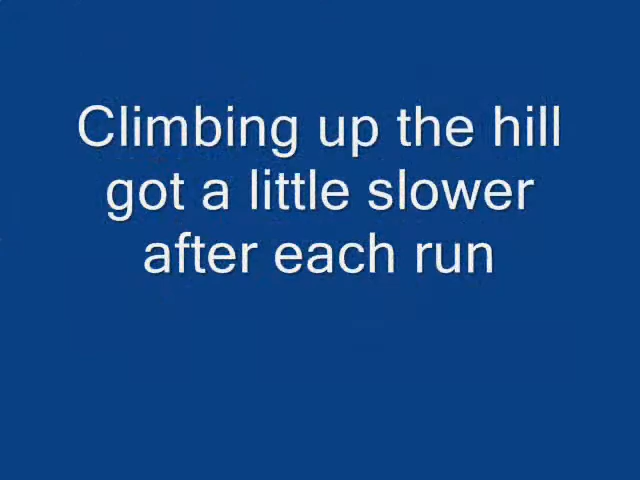 Climbing up the hill
got a little slower
after each run